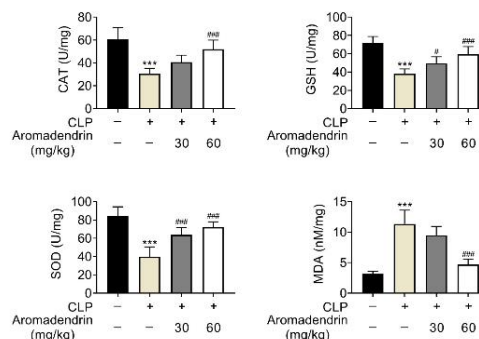 CAT (U/mg)
80
60
40
20
0
***
###
CLP – + + +
Aromadendrin – – 30 60
(mg/kg)
GSH (U/mg)
100
80
60
40
20
0
***
#
###
CLP – + + +
Aromadendrin – – 30 60
(mg/kg)
SOD (U/mg)
100
80
60
40
20
0
***
###
###
CLP – + + +
Aromadendrin – – 30 60
(mg/kg)
MDA (nM/mg)
15
10
5
0
***
###
CLP – + + +
Aromadendrin – – 30 60
(mg/kg)